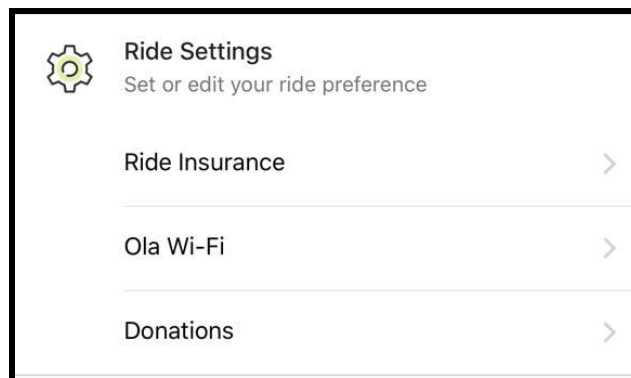 Ride Settings
Set or edit your ride preference
Ride Insurance
Ola Wi-Fi
Donations